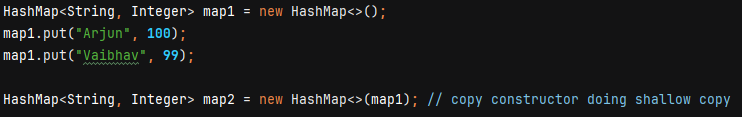 HashMap<String, Integer> map1 = new HashMap<>();
map1.put("Arjun", 100);
map1.put("Vaibhav", 99);
HashMap<String, Integer> map2 = new HashMap<>(map1); // copy constructor doing shallow copy